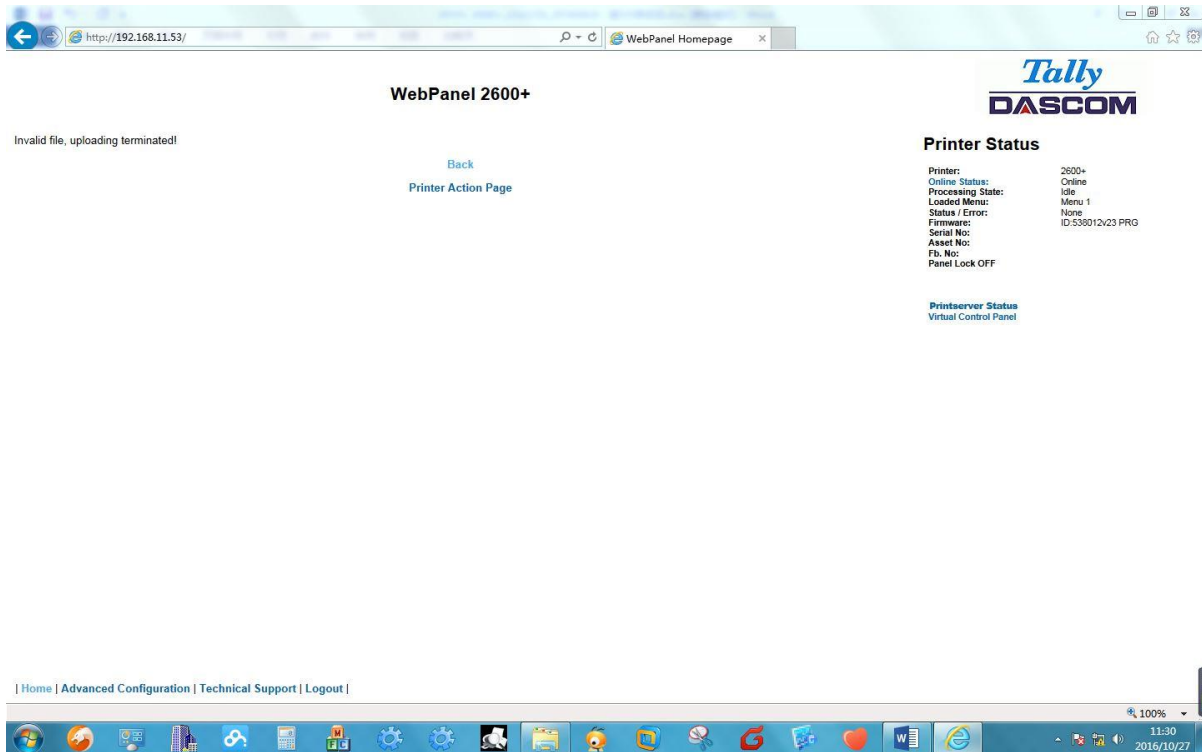 http://192.168.11.53/
WebPanel Homepage
Tally
DASCOM
WebPanel 2600+
Invalid file, uploading terminated!
Back
Printer Action Page
Printer Status
Printer: 2600+
Online Status: Online
Processing State: Idle
Loaded Menu: Menu 1
Status / Error: None
Firmware: ID:538012v23 PRG
Serial No:
Asset No:
Fb. No:
Panel Lock OFF
Printserver Status
Virtual Control Panel
| Home | Advanced Configuration | Technical Support | Logout |
100%
11:30
2016/10/27